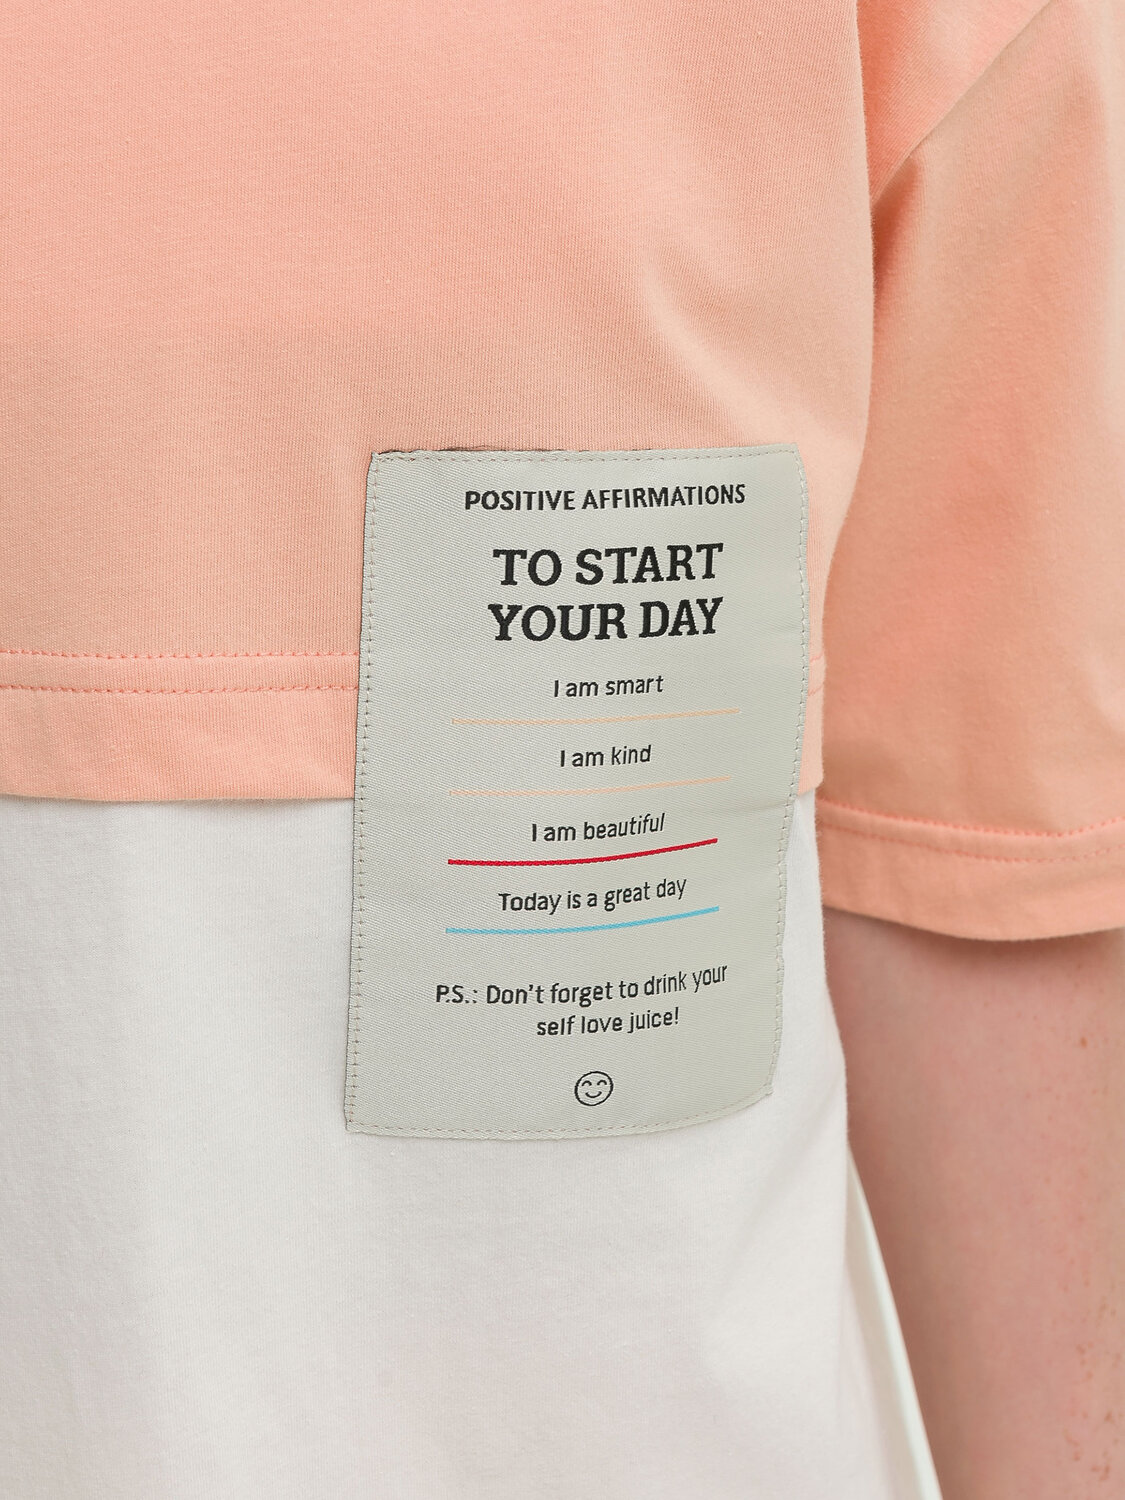 POSITIVE AFFIRMATIONS
TO START
YOUR DAY
I am smart
I am kind
I am beautiful
Today is a great day
P.S.: Don't forget to drink your
self love juice!